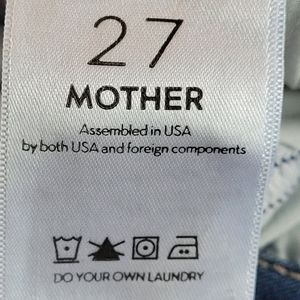 27
MOTHER
Assembled in USA
by both USA and foreign components
DO YOUR OWN LAUNDRY